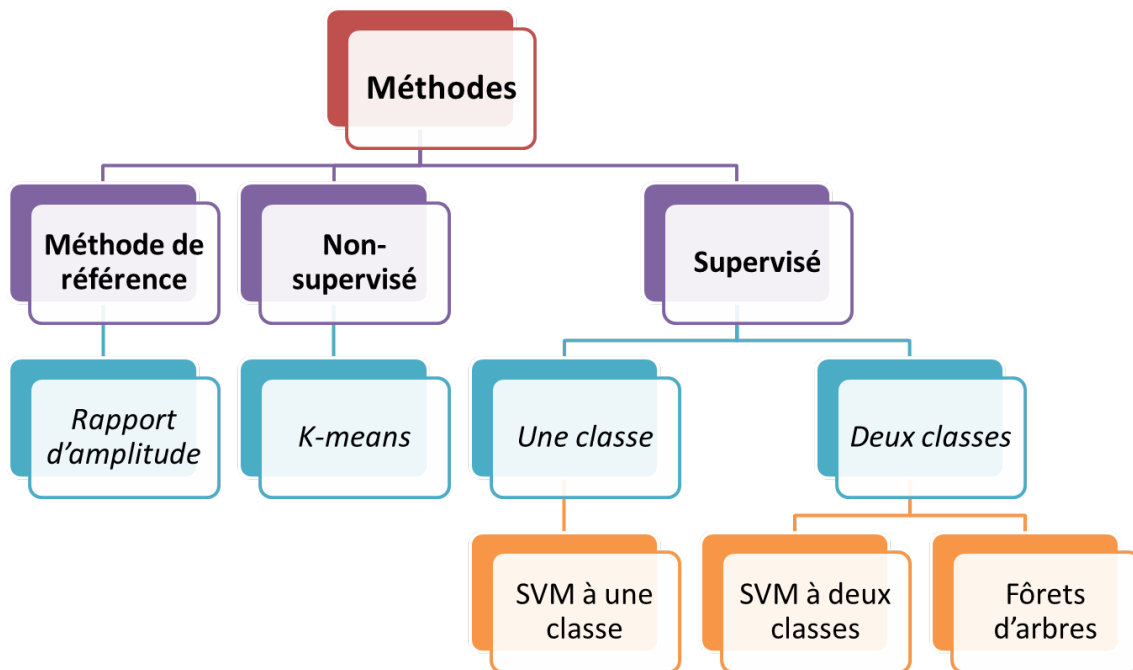 Méthodes
Méthode de
référence
Non-
supervisé
Supervisé
Rapport
d’amplitude
K-means
Une classe
Deux classes
SVM à une
classe
SVM à deux
classes
Fôrets
d’arbres